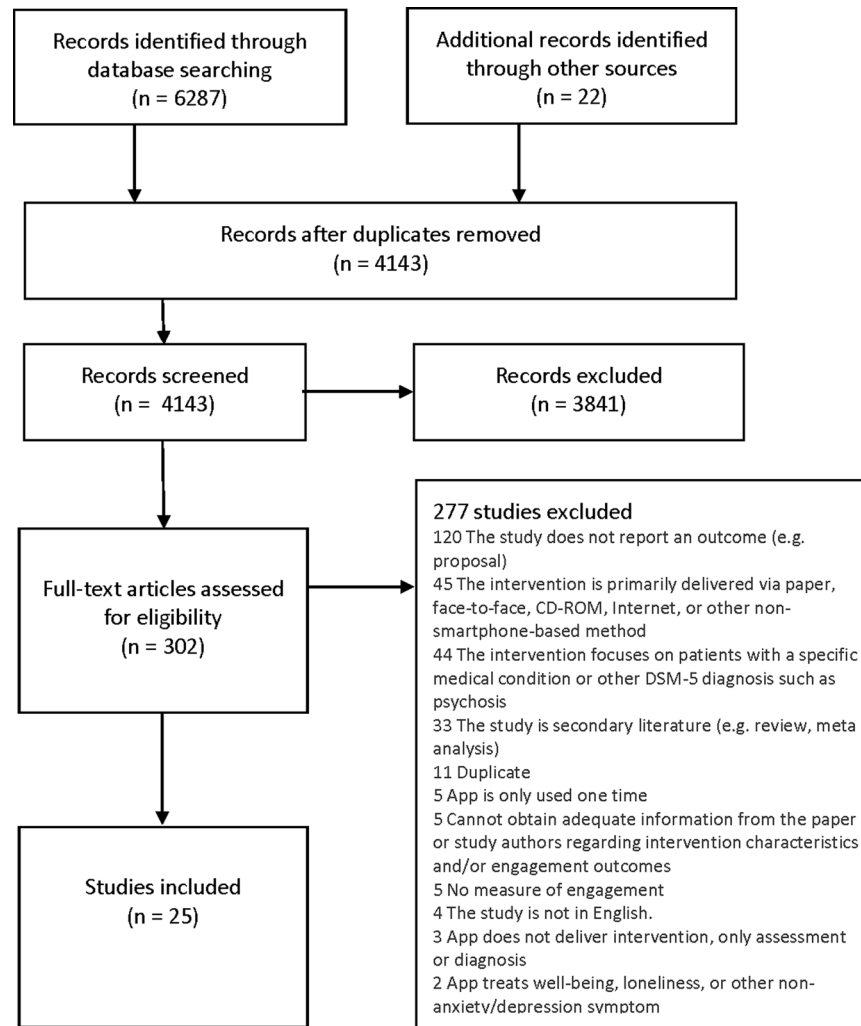 Records identified through
database searching
(n = 6287)
Additional records identified
through other sources
(n = 22)
Records after duplicates removed
(n = 4143)
Records screened
(n = 4143)
Records excluded
(n = 3841)
Full-text articles assessed
for eligibility
(n = 302)
277 studies excluded
120 The study does not report an outcome (e.g.
proposal)
45 The intervention is primarily delivered via paper,
face-to-face, CD-ROM, Internet, or other non-
smartphone-based method
44 The intervention focuses on patients with a specific
medical condition or other DSM-5 diagnosis such as
psychosis
33 The study is secondary literature (e.g. review, meta
analysis)
11 Duplicate
5 App is only used one time
5 Cannot obtain adequate information from the paper
or study authors regarding intervention characteristics
and/or engagement outcomes
5 No measure of engagement
4 The study is not in English.
3 App does not deliver intervention, only assessment
or diagnosis
2 App treats well-being, loneliness, or other non-
anxiety/depression symptom
Studies included
(n = 25)